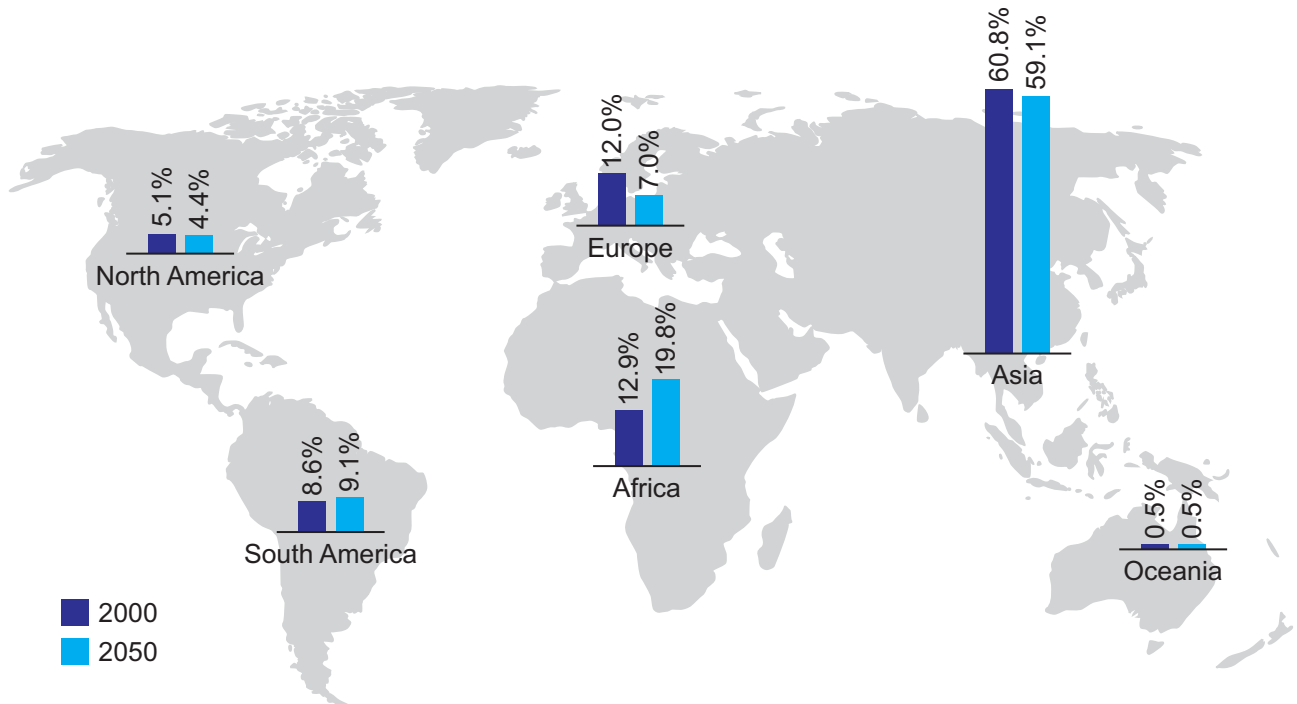 5.1%
4.4%
North America
12.0%
7.0%
Europe
60.8%
59.1%
Asia
12.9%
19.8%
Africa
8.6%
9.1%
South America
0.5%
0.5%
Oceania
2000
2050